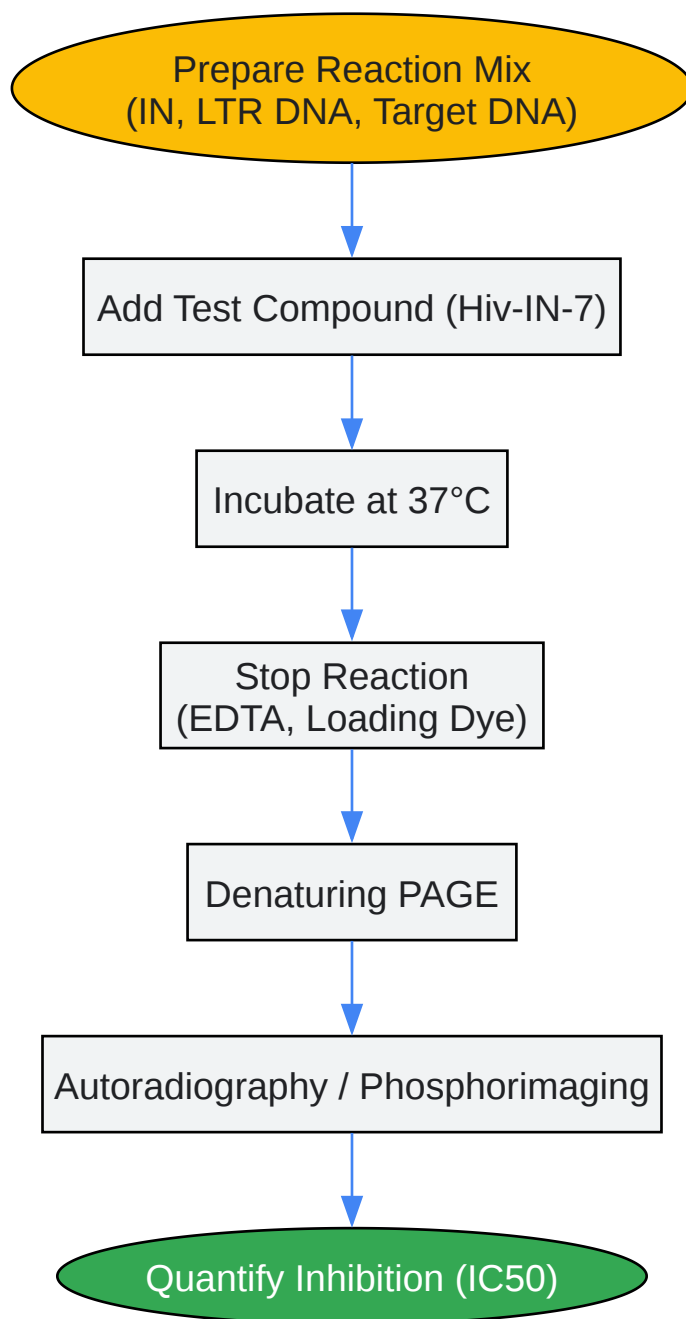 Prepare Reaction Mix
(IN, LTR DNA, Target DNA)
Add Test Compound (Hiv-IN-7)
Incubate at 37°C
Stop Reaction
(EDTA, Loading Dye)
Denaturing PAGE
Autoradiography / Phosphorimaging
Quantify Inhibition (IC50)